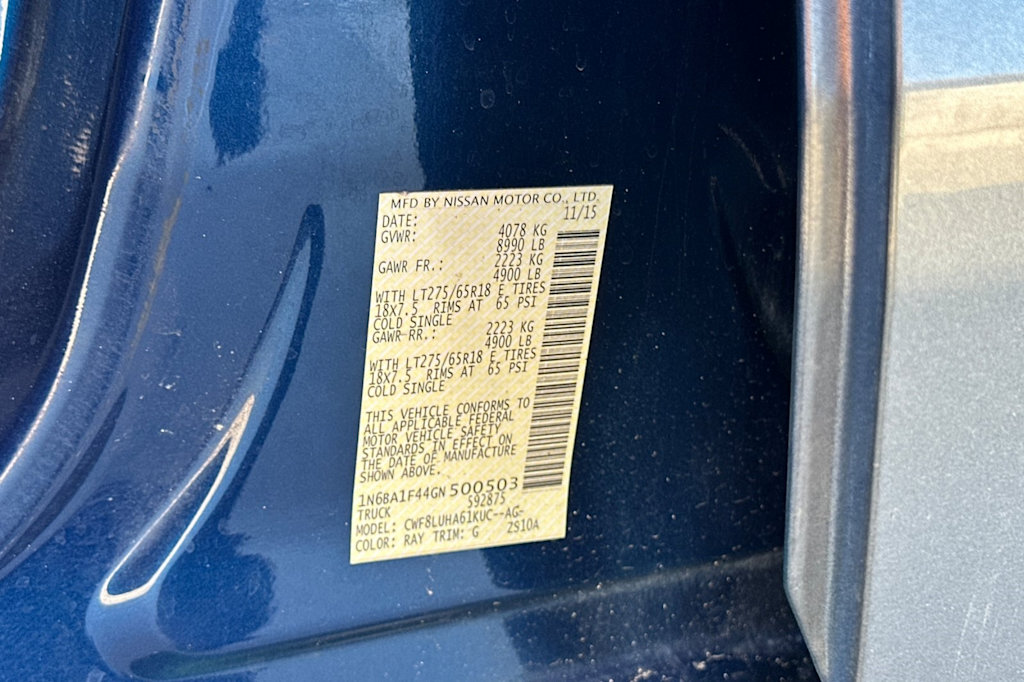 MFD BY NISSAN MOTOR CO., LTD.
DATE: 11/15
GVWR: 4078 KG
8990 LB
GAWR FR.: 2223 KG
4900 LB
WITH LT275/65R18 E TIRES
18X7.5 RIMS AT 65 PSI
COLD SINGLE
GAWR RR.: 2223 KG
4900 LB
WITH LT275/65R18 E TIRES
18X7.5 RIMS AT 65 PSI
COLD SINGLE
THIS VEHICLE CONFORMS TO
ALL APPLICABLE FEDERAL
MOTOR VEHICLE SAFETY
STANDARDS IN EFFECT ON
THE DATE OF MANUFACTURE
SHOWN ABOVE.
1N6BA1F44GN500503
TRUCK S92875
MODEL: CWF8LUHA61KUC--AG-
COLOR: RAY TRIM: G 2S10A